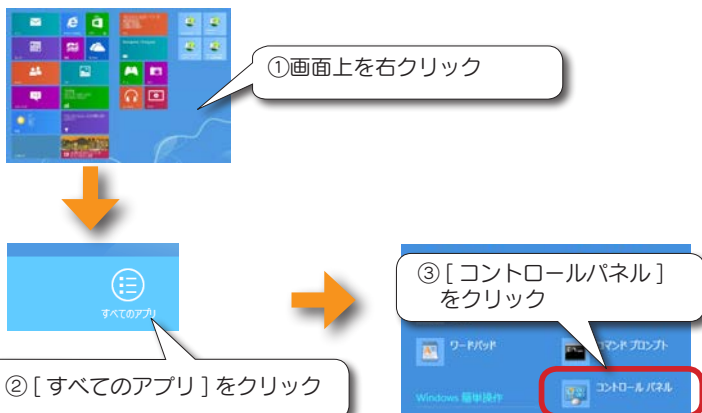 ①画面上を右クリック
すべてのアプリ
②[すべてのアプリ]をクリック
③[コントロールパネル]
をクリック
ワードパッド
コマンド プロンプト
Windows 簡単操作
コントロール パネル